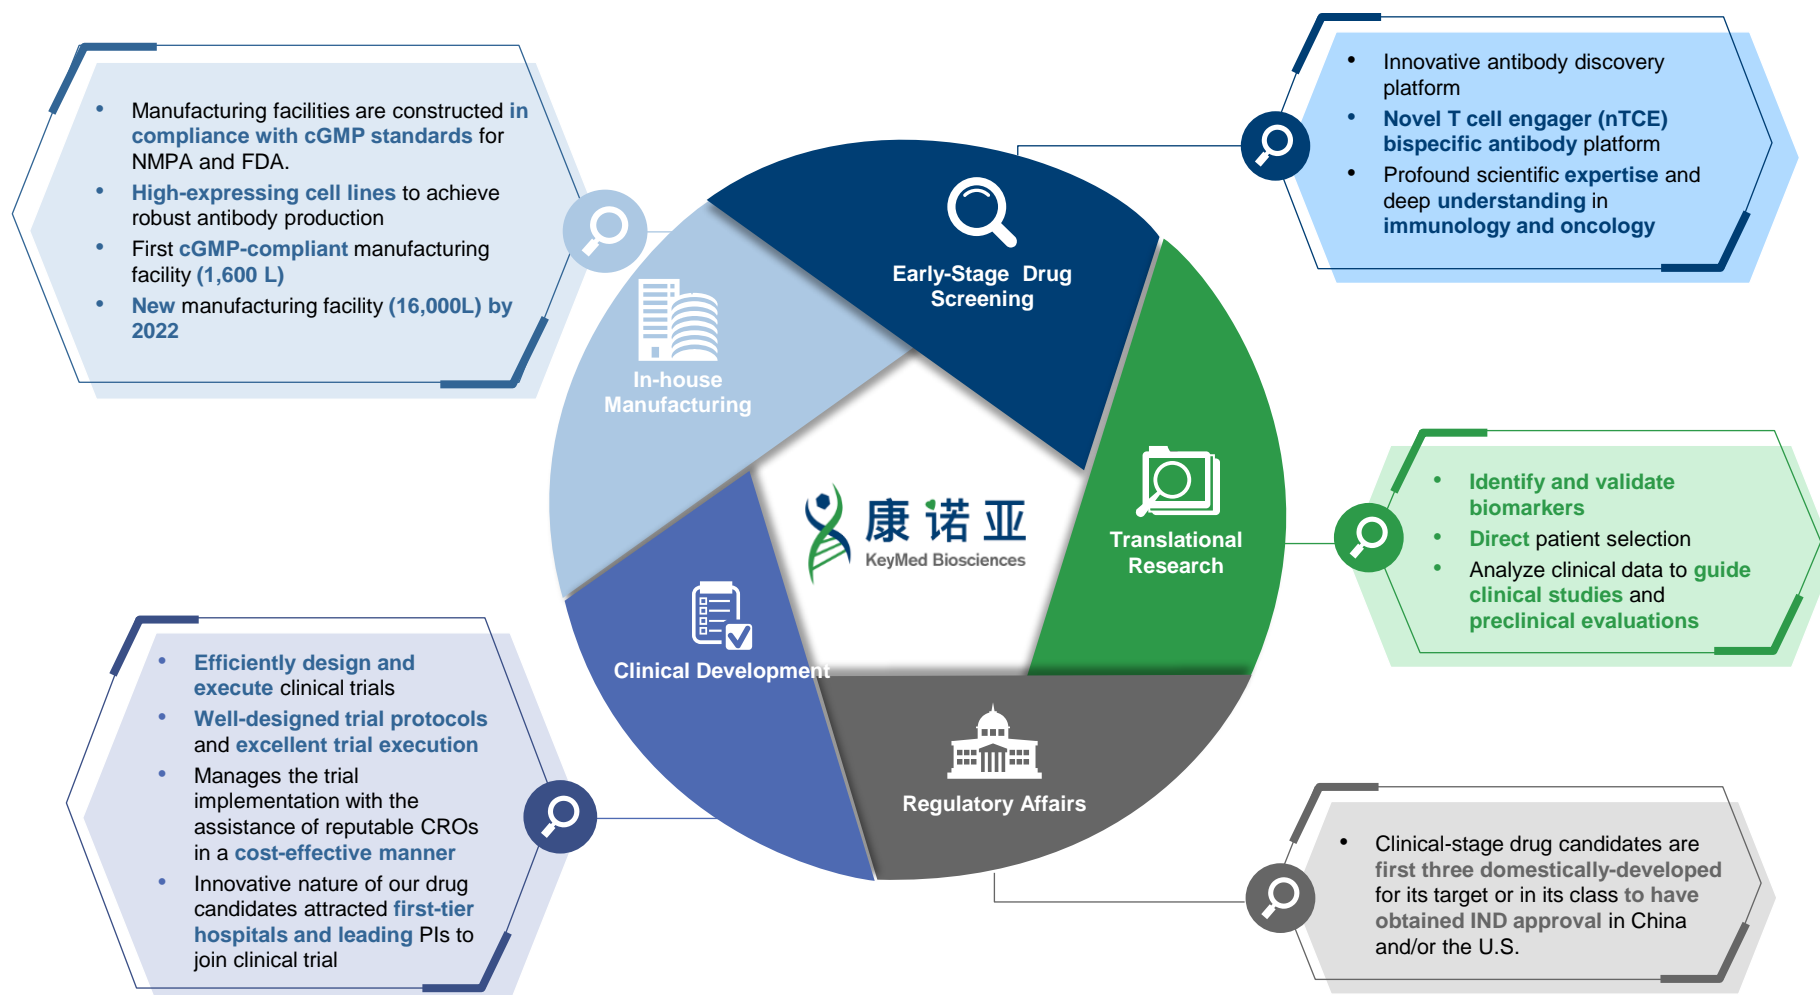 • Manufacturing facilities are constructed in
compliance with cGMP standards for
NMPA and FDA.
• High-expressing cell lines to achieve
robust antibody production
• First cGMP-compliant manufacturing
facility (1,600 L)
• New manufacturing facility (16,000L) by
2022
• Innovative antibody discovery
platform
• Novel T cell engager (nTCE)
bispecific antibody platform
• Profound scientific expertise and
deep understanding in
immunology and oncology
Early-Stage Drug
Screening
In-house
Manufacturing
康诺亚
KeyMed Biosciences
Translational
Research
• Identify and validate
biomarkers
• Direct patient selection
• Analyze clinical data to guide
clinical studies and
preclinical evaluations
Clinical Development
Regulatory Affairs
• Efficiently design and
execute clinical trials
• Well-designed trial protocols
and excellent trial execution
• Manages the trial
implementation with the
assistance of reputable CROs
in a cost-effective manner
• Innovative nature of our drug
candidates attracted first-tier
hospitals and leading PIs to
join clinical trial
• Clinical-stage drug candidates are
first three domestically-developed
for its target or in its class to have
obtained IND approval in China
and/or the U.S.